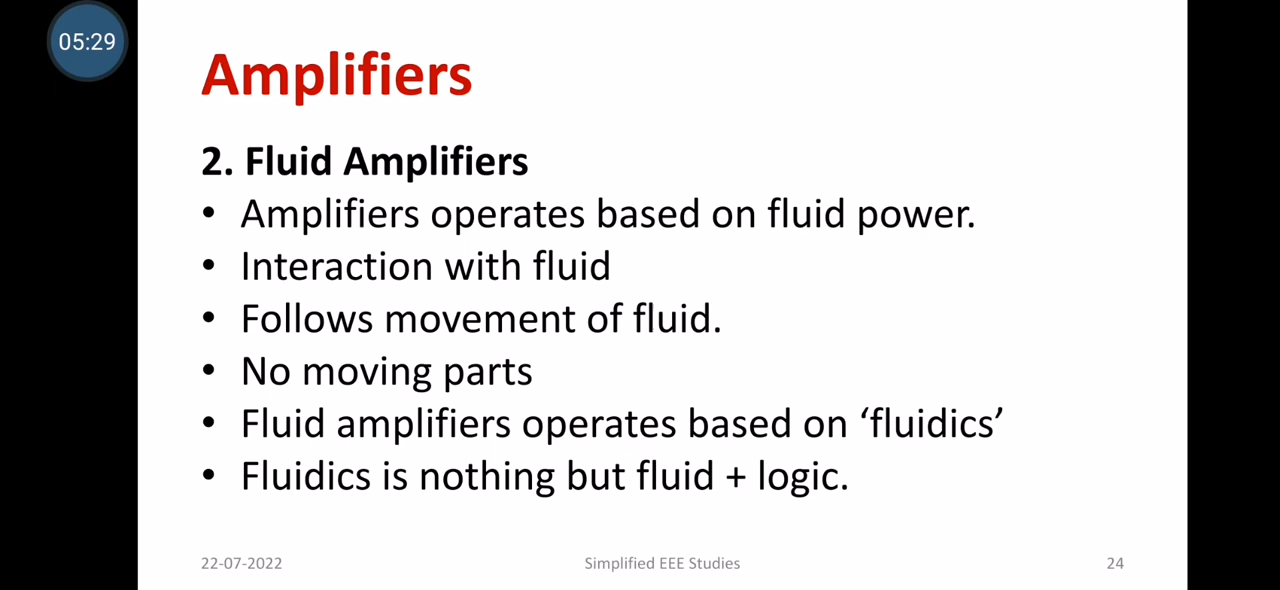 05:29
Amplifiers
2. Fluid Amplifiers
• Amplifiers operates based on fluid power.
• Interaction with fluid
• Follows movement of fluid.
• No moving parts
• Fluid amplifiers operates based on ‘fluidics’
• Fluidics is nothing but fluid + logic.
22-07-2022 Simplified EEE Studies 24